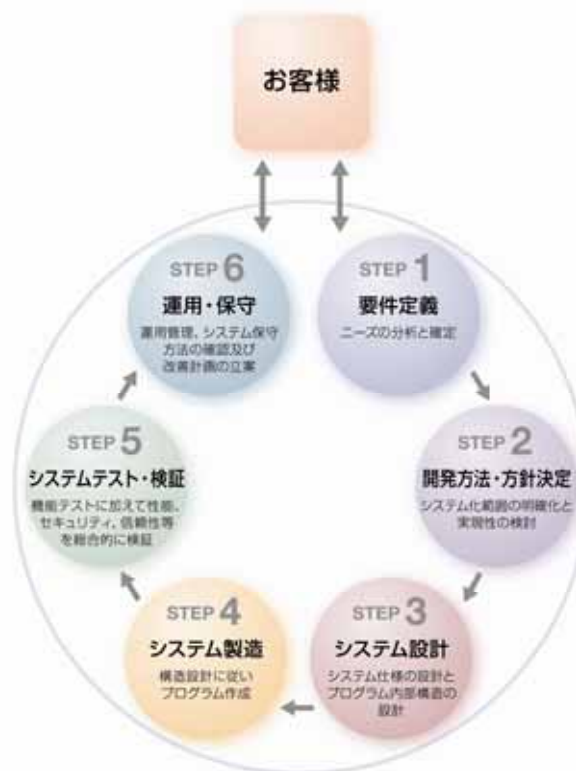 お客様
STEP 1
要件定義
ニーズの分析と確定
STEP 2
開発方法・方針決定
システム化範囲の明確化と
実現性の検討
STEP 3
システム設計
システム仕様の設計と
プログラム内部構造の
設計
STEP 4
システム製造
構造設計に従い
プログラム作成
STEP 5
システムテスト・検証
機能テストに加えて性能、
セキュリティ、信頼性等
を総合的に検証
STEP 6
運用・保守
運用管理、システム保守
方法の確認及び
改善計画の立案